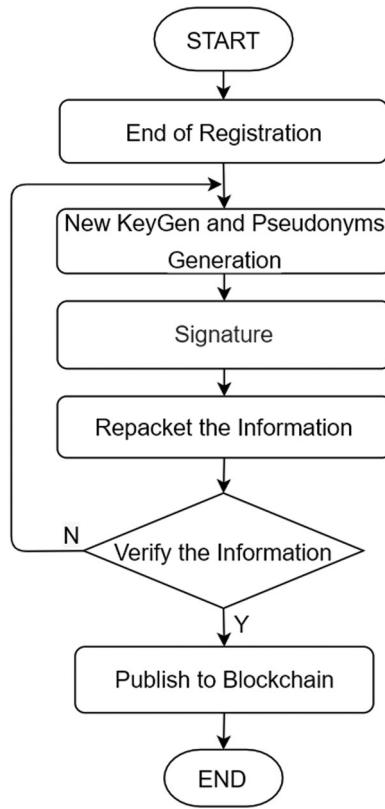 START
End of Registration
New KeyGen and Pseudonyms
Generation
Signature
Repacket the Information
N
Verify the Information
Y
Publish to Blockchain
END